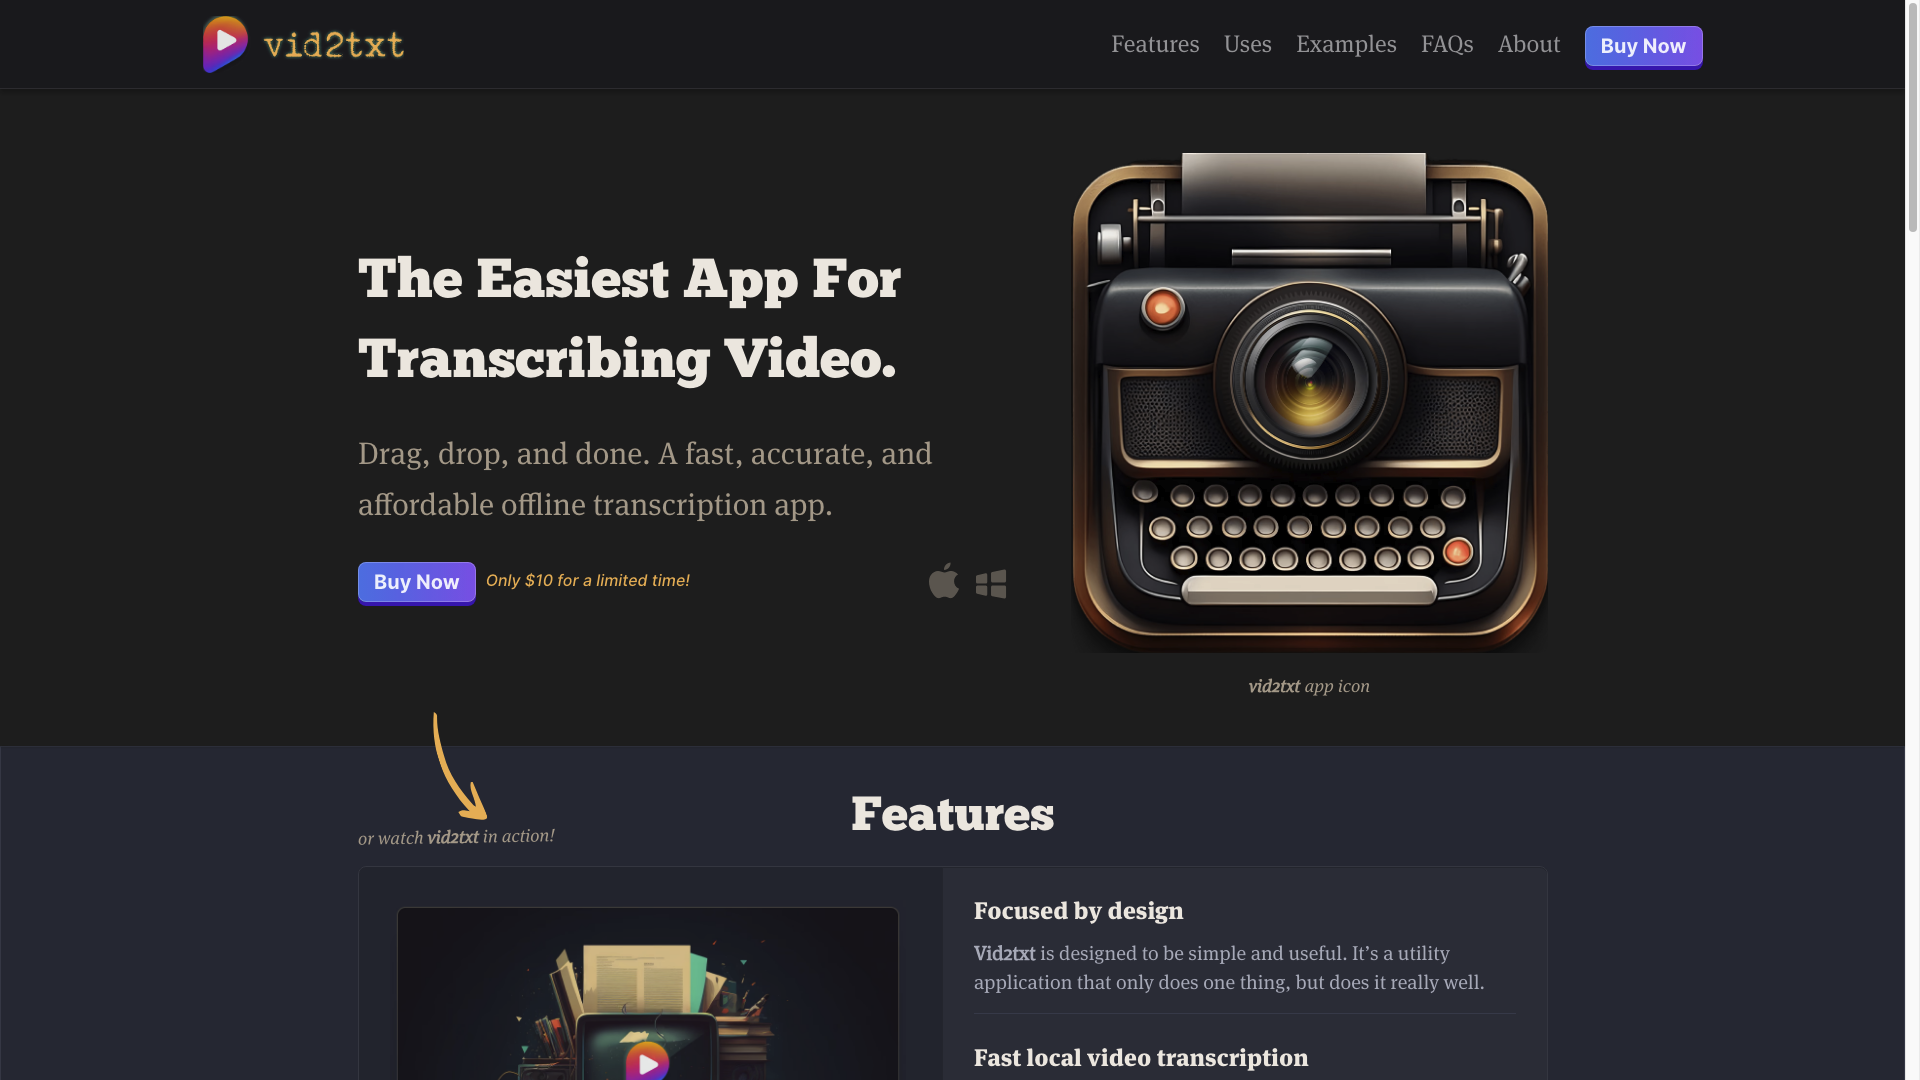 vid2txt
Features
Uses
Examples
FAQs
About
Buy Now
The Easiest App For
Transcribing Video.
Drag, drop, and done. A fast, accurate, and
affordable offline transcription app.
Buy Now
Only $10 for a limited time!
vid2txt app icon
or watch vid2txt in action!
Features
Focused by design
Vid2txt is designed to be simple and useful. It’s a utility
application that only does one thing, but does it really well.
Fast local video transcription